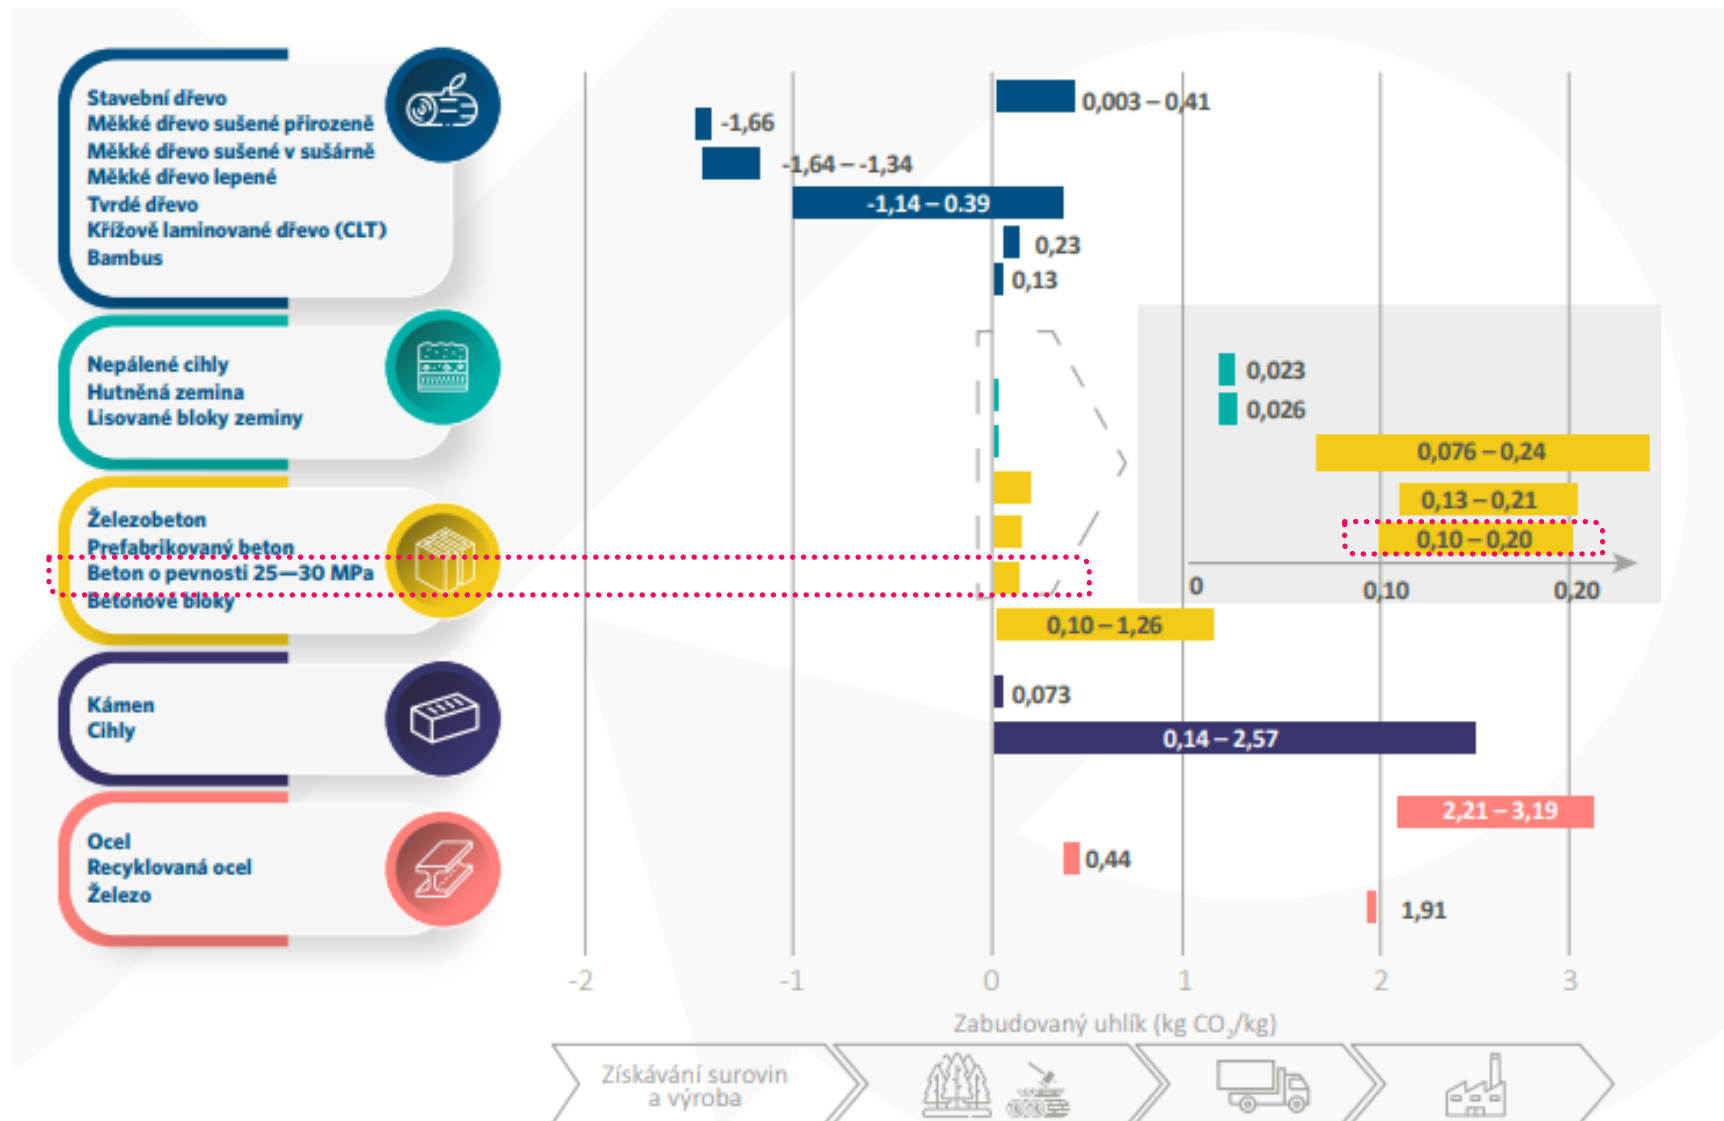 Stavební dřevo
Měkké dřevo sušené přirozeně
Měkké dřevo sušené v sušárně
Měkké dřevo lepené
Tvrdé dřevo
Křížově laminované dřevo (CLT)
Bambus
0,003 – 0,41
-1,66
-1,64 – -1,34
-1,14 – 0.39
0,23
0,13
Nepálené cihly
Hutněná zemina
Lisované bloky zeminy
0,023
0,026
Železobeton
Prefabrikovaný beton
Beton o pevnosti 25—30 MPa
Betonové bloky
0,076 – 0,24
0,13 – 0,21
0,10 – 0,20
0
0,10
0,20
0,10 – 1,26
Kámen
Cihly
0,073
0,14 – 2,57
Ocel
Recyklovaná ocel
Železo
2,21 – 3,19
0,44
1,91
-2
-1
0
1
2
3
Zabudovaný uhlík (kg CO₂/kg)
Získávání surovin
a výroba